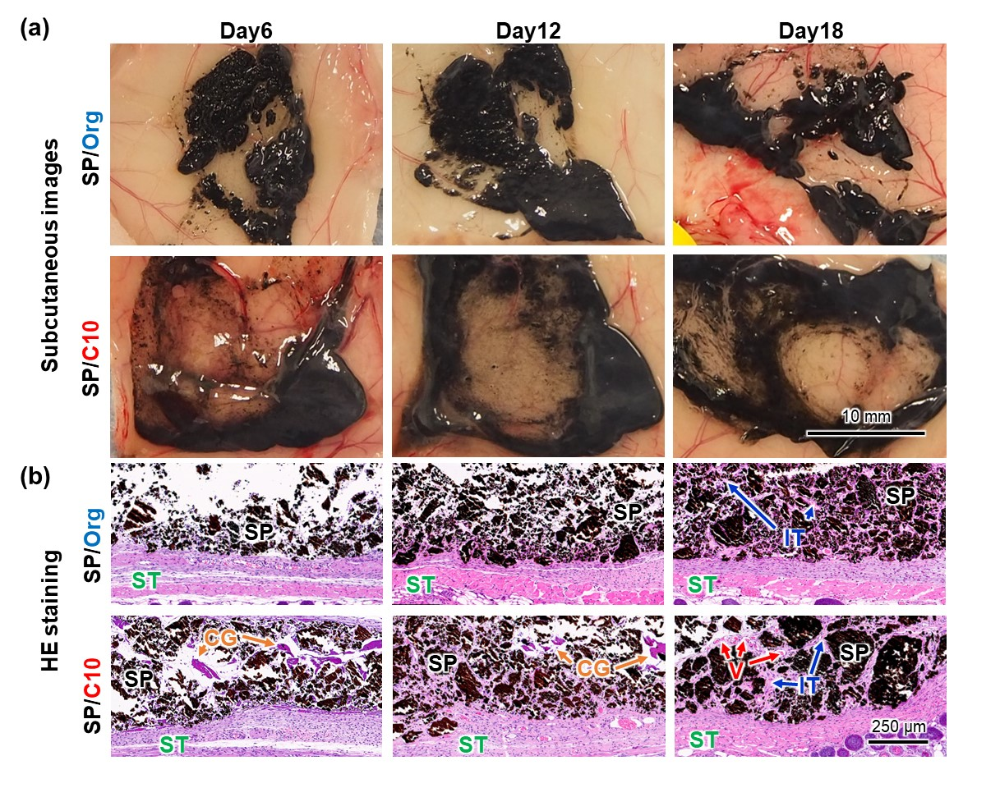 (a)
Day6 Day12 Day18
Subcutaneous images
SP/Org
SP/C10
10 mm
(b)
HE staining
SP/Org
SP
ST
SP
ST
SP
IT
ST
SP/C10
CG
SP
ST
SP
CG
ST
V
SP
IT
ST
250 µm